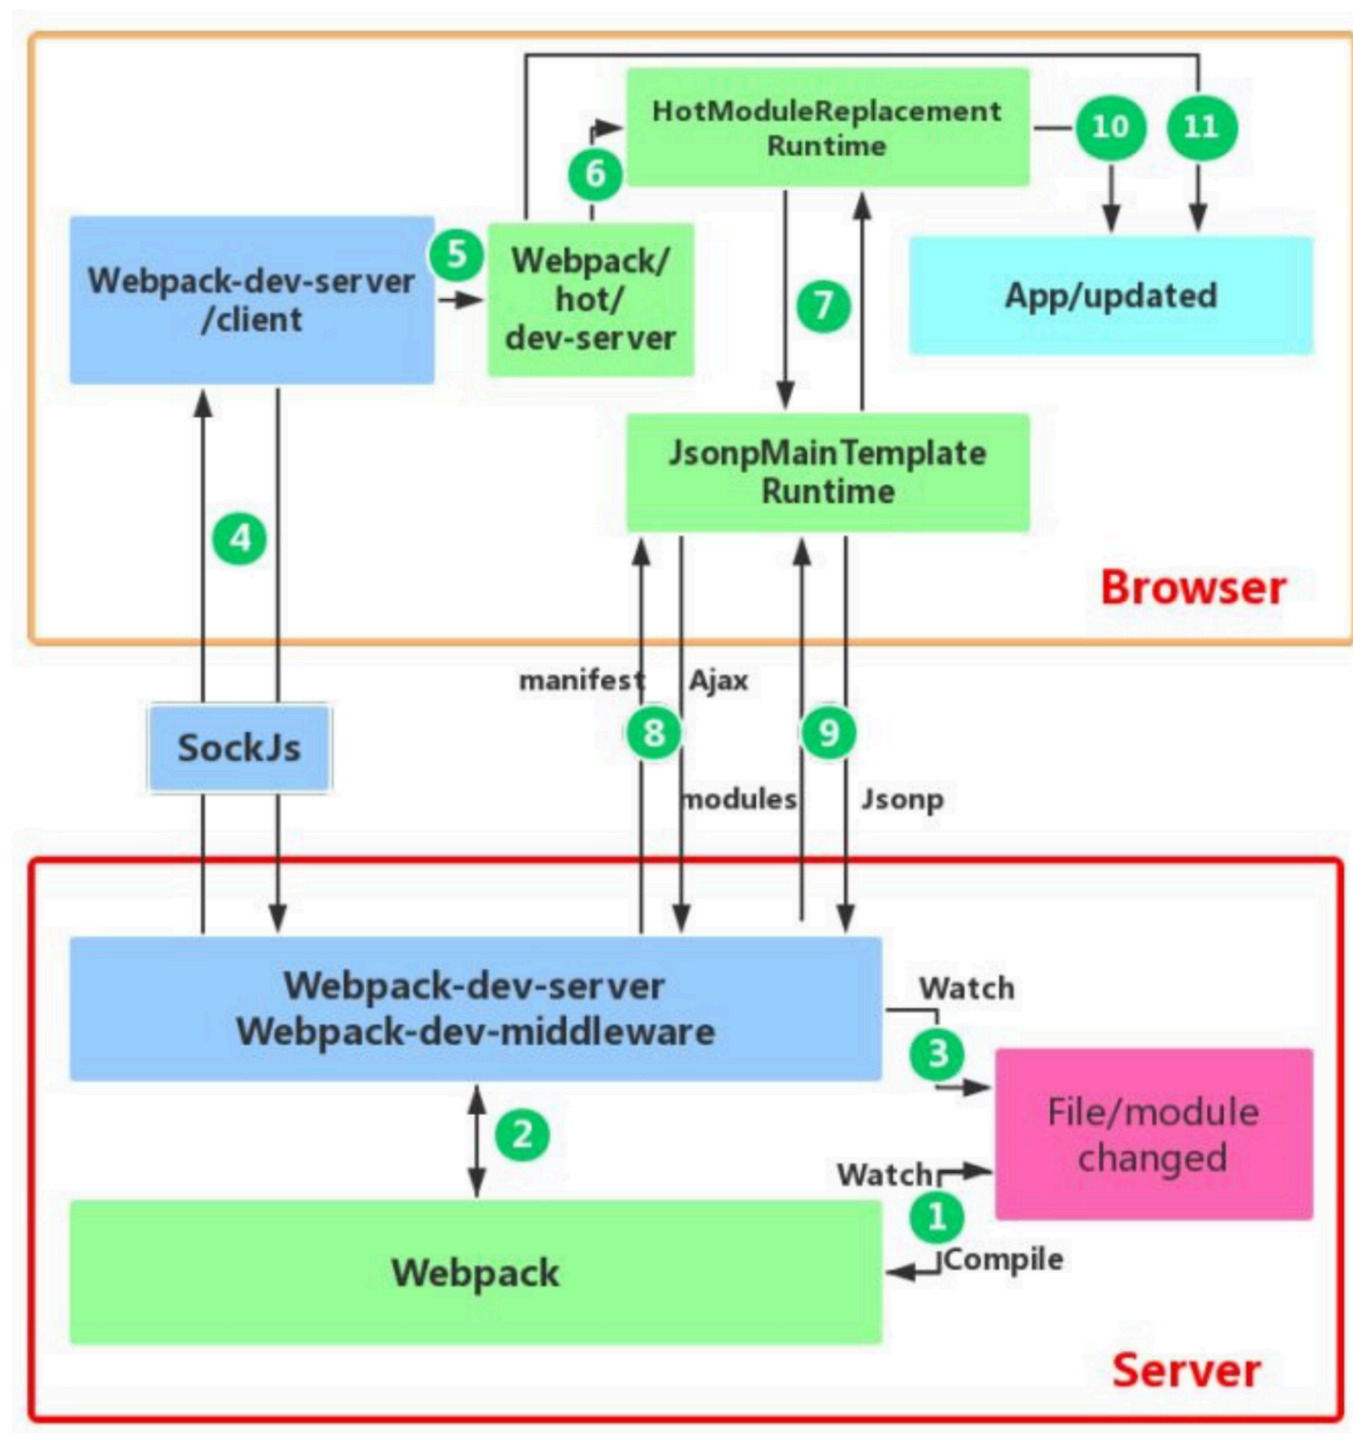 HotModuleReplacement
Runtime
10
11
6
Webpack-dev-server
/client
5
Webpack/
hot/
dev-server
7
App/updated
JsonpMainTemplate
Runtime
4
Browser
manifest
Ajax
8
9
SockJs
modules
Jsonp
Webpack-dev-server
Webpack-dev-middleware
Watch
3
File/module
changed
2
Watch
1
Compile
Webpack
Server